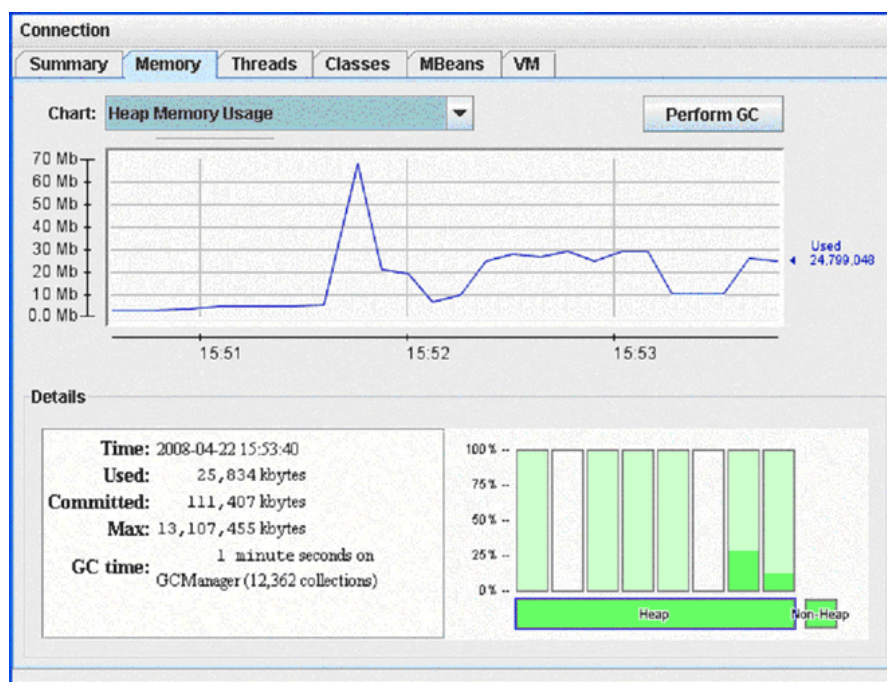 Connection
Summary Memory Threads Classes MBeans VM
Chart: Heap Memory Usage Perform GC
70 Mb
60 Mb
50 Mb
40 Mb
30 Mb
20 Mb
10 Mb
0.0 Mb
Used
24,799,048
15:51 15:52 15:53
Details
Time: 2008-04-22 15:53:40
Used: 25,834 kbytes
Committed: 111,407 kbytes
Max: 13,107,455 kbytes
GC time: 1 minute seconds on
GCManager (12,362 collections)
100% --
75% --
50% --
25% --
0% --
Heap Non-Heap